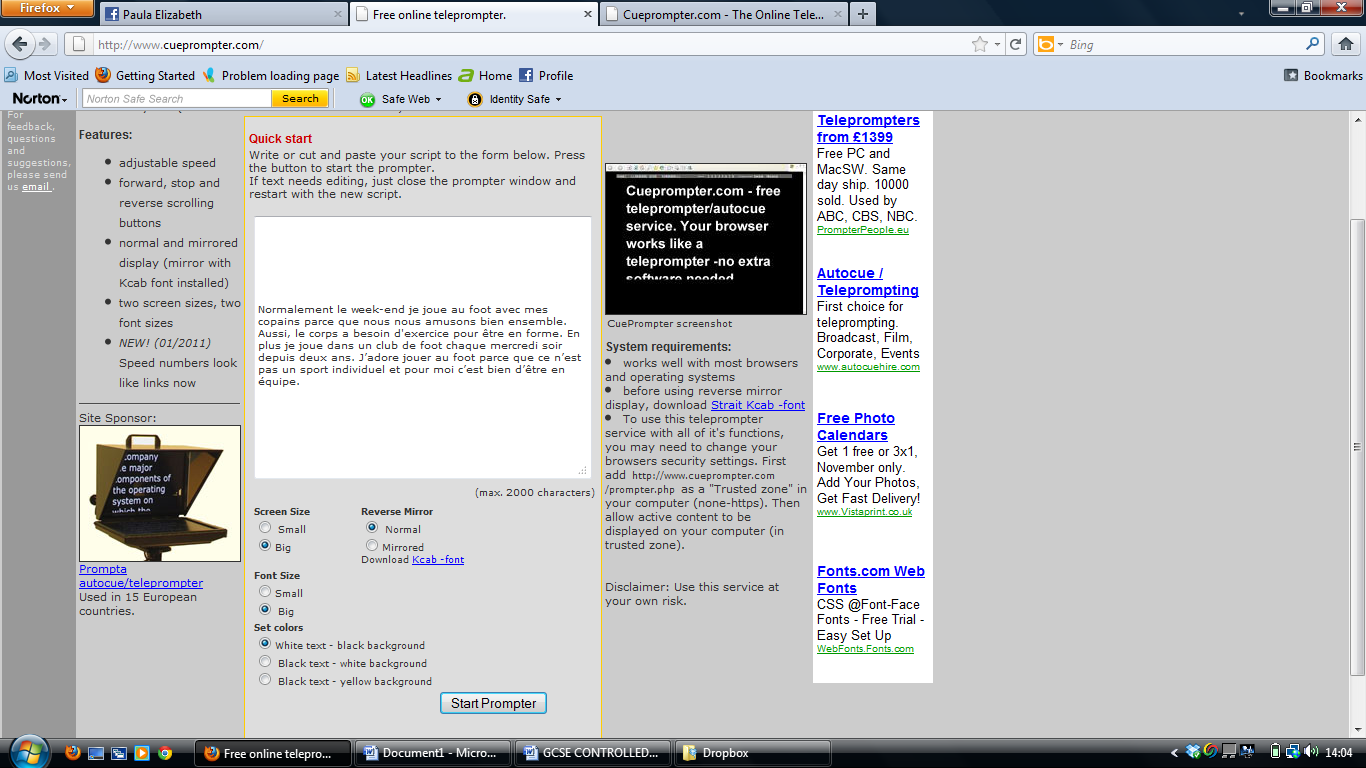 Firefox
Paula Elizabeth
Free online teleprompter.
Cueprompter.com - The Online Tele...
http://www.cueprompter.com/
Bing
Most Visited
Getting Started
Problem loading page
Latest Headlines
Home
Profile
Bookmarks
Norton
Norton Safe Search
Search
OK
Safe Web
Identity Safe
For
feedback,
questions
and
suggestions,
please send
us email .
Features:
adjustable speed
forward, stop and
reverse scrolling
buttons
normal and mirrored
display (mirror with
Kcab font installed)
two screen sizes, two
font sizes
NEW! (01/2011)
Speed numbers look
like links now
Site Sponsor:
company
e major
components of
the operating
system on
which the
Prompta
autocue/teleprompter
Used in 15 European
countries.
Quick start
Write or cut and paste your script to the form below. Press
the button to start the prompter.
If text needs editing, just close the prompter window and
restart with the new script.
Normalement le week-end je joue au foot avec mes
copains parce que nous nous amusons bien ensemble.
Aussi, le corps a besoin d'exercice pour être en forme. En
plus je joue dans un club de foot chaque mercredi soir
depuis deux ans. J’adore jouer au foot parce que ce n’est
pas un sport individuel et pour moi c’est bien d’être en
équipe.
(max. 2000 characters)
Screen Size
Small
Big
Reverse Mirror
Normal
Mirrored
Download Kcab -font
Font Size
Small
Big
Set colors
White text - black background
Black text - white background
Black text - yellow background
Start Prompter
Cueprompter.com - free
teleprompter/autocue
service. Your browser
works like a
teleprompter -no extra
software needed
CuePrompter screenshot
System requirements:
works well with most browsers
and operating systems
before using reverse mirror
display, download Strait Kcab -font
To use this teleprompter
service with all of it's functions,
you may need to change your
browsers security settings. First
add http://www.cueprompter.com
/prompter.php as a "Trusted zone" in
your computer (none-https). Then
allow active content to be
displayed on your computer (in
trusted zone).
Disclaimer: Use this service at
your own risk.
Teleprompters
from £1399
Free PC and
MacSW. Same
day ship. 10000
sold. Used by
ABC, CBS, NBC.
PrompterPeople.eu
Autocue /
Teleprompting
First choice for
teleprompting.
Broadcast, Film,
Corporate, Events
www.autocuehire.com
Free Photo
Calendars
Get 1 free or 3x1,
November only.
Add Your Photos,
Get Fast Delivery!
www.Vistaprint.co.uk
Fonts.com Web
Fonts
CSS @Font-Face
Fonts - Free Trial -
Easy Set Up
WebFonts.Fonts.com
Free online telepro...
Document1 - Micro...
GCSE CONTROLLED...
Dropbox
14:04